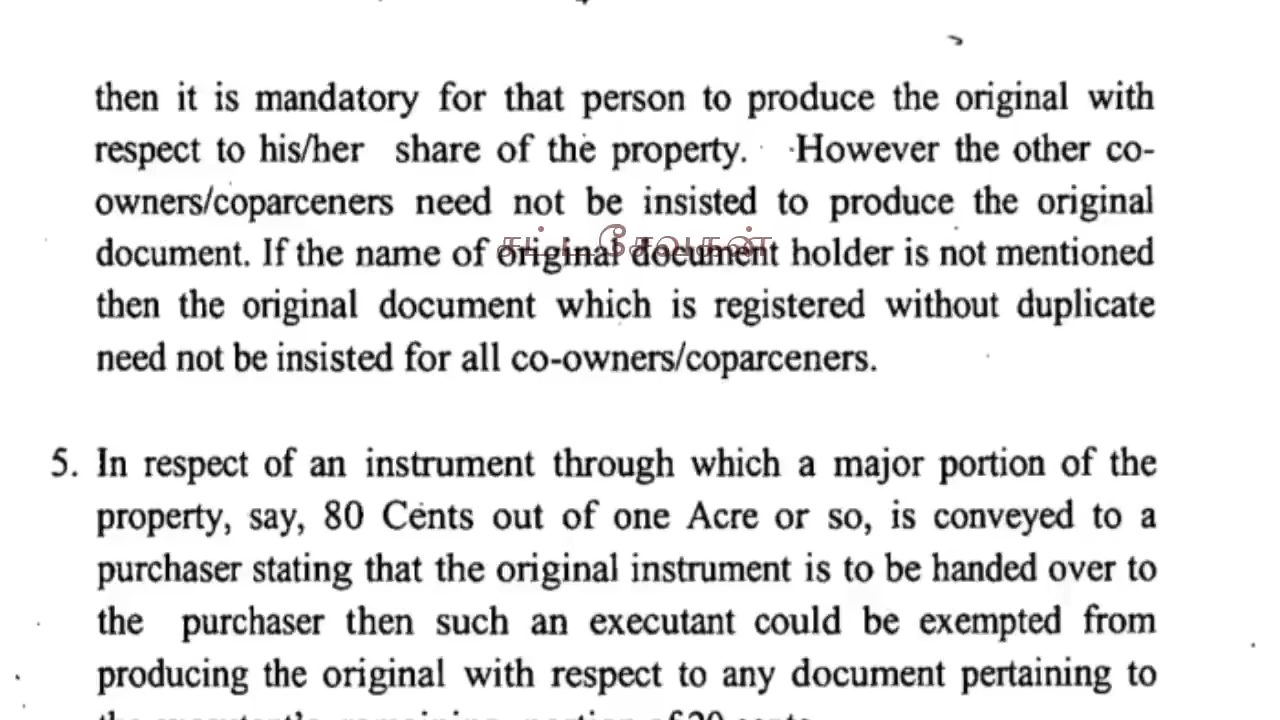 then it is mandatory for that person to produce the original with
respect to his/her share of the property. However the other co-
owners/coparceners need not be insisted to produce the original
document. If the name of original document holder is not mentioned
then the original document which is registered without duplicate
need not be insisted for all co-owners/coparceners.
5. In respect of an instrument through which a major portion of the
property, say, 80 Cents out of one Acre or so, is conveyed to a
purchaser stating that the original instrument is to be handed over to
the purchaser then such an executant could be exempted from
producing the original with respect to any document pertaining to